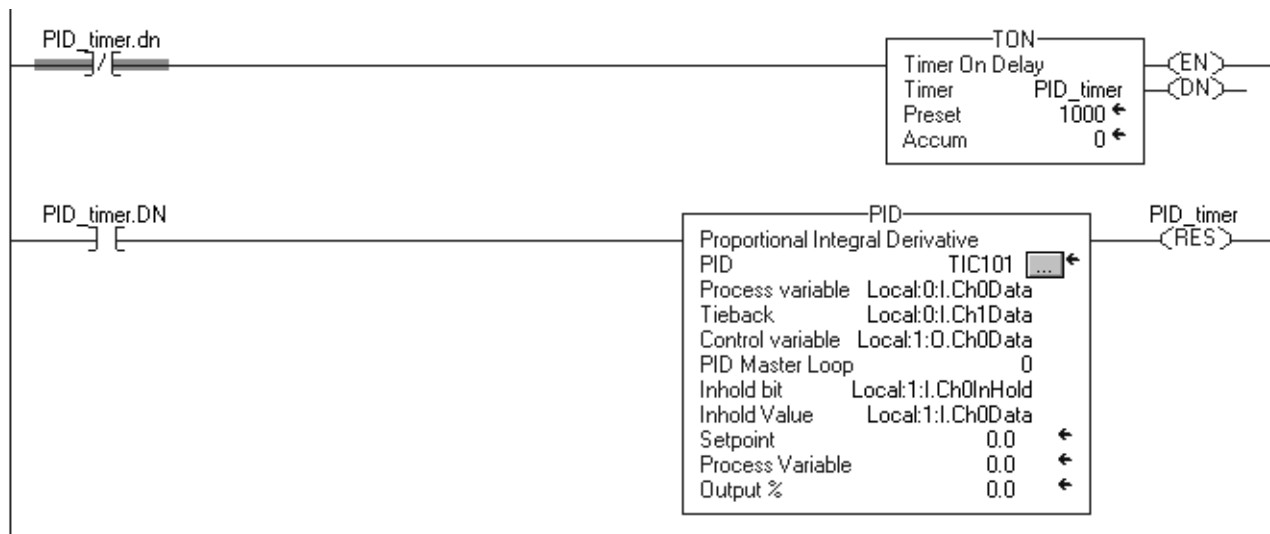 PID_timer.dn
TON
Timer On Delay
Timer PID_timer
Preset 1000
Accum 0
EN
DN
PID_timer.DN
PID
Proportional Integral Derivative
PID TIC101 ...
Process variable Local:0:I.Ch0Data
Tieback Local:0:I.Ch1Data
Control variable Local:1:O.Ch0Data
PID Master Loop 0
Inhold bit Local:1:I.Ch0InHold
Inhold Value Local:1:I.Ch0Data
Setpoint 0.0
Process Variable 0.0
Output % 0.0
PID_timer
RES